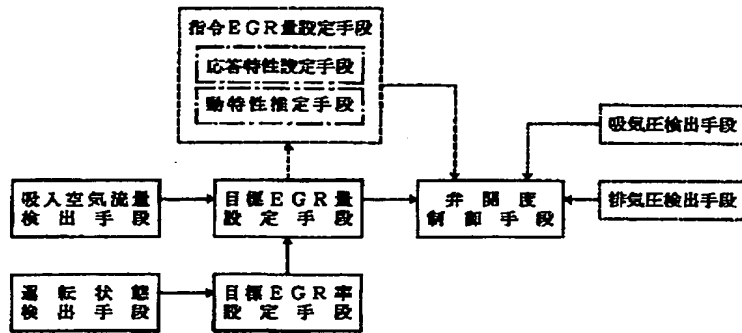 指令EGR量設定手段
応答特性設定手段
動特性推定手段
吸気圧検出手段
吸入空気流量
検出手段
目標EGR量
設定手段
弁開度
制御手段
排気圧検出手段
運転状態
検出手段
目標EGR率
設定手段